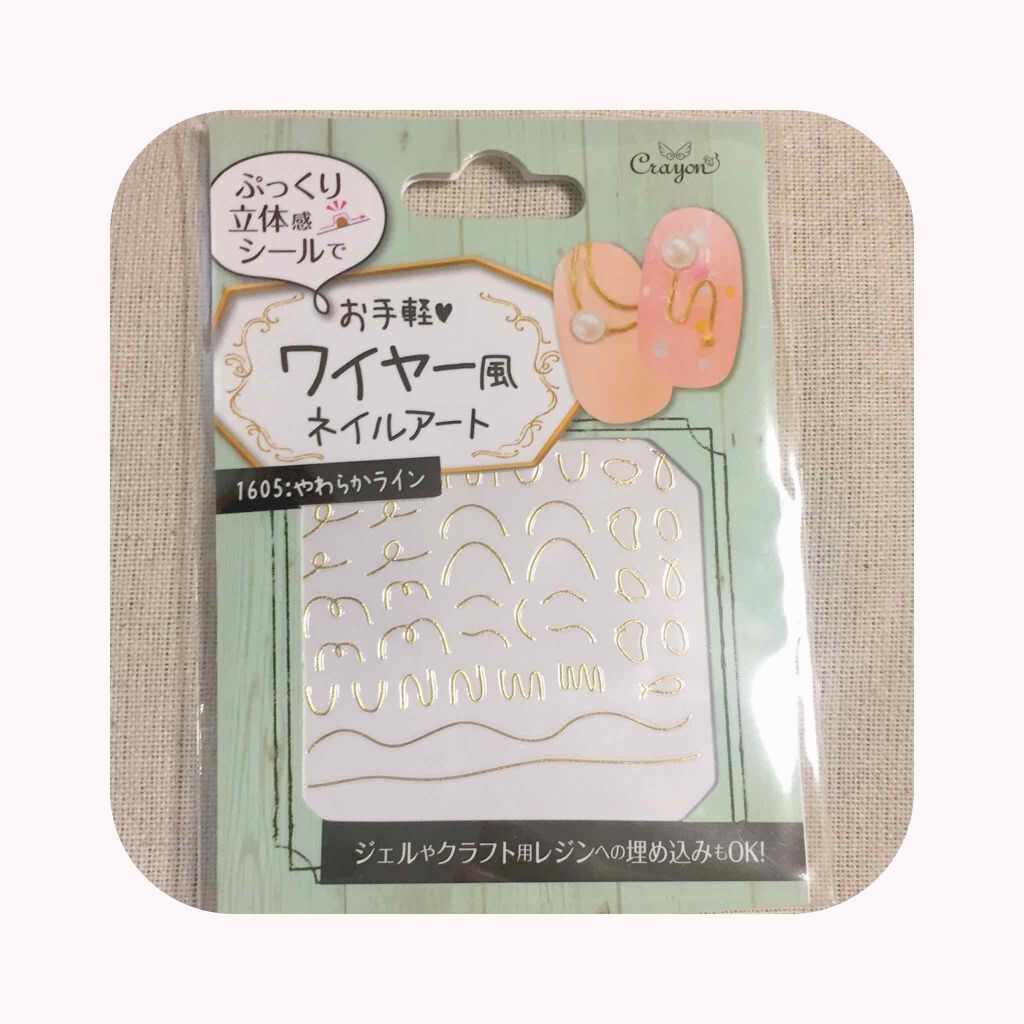 Crayon
ぷっくり
立体感
シールで
お手軽♥
ワイヤー風
ネイルアート
1605:やわらかライン
ジェルやクラフト用レジンへの埋め込みもOK!